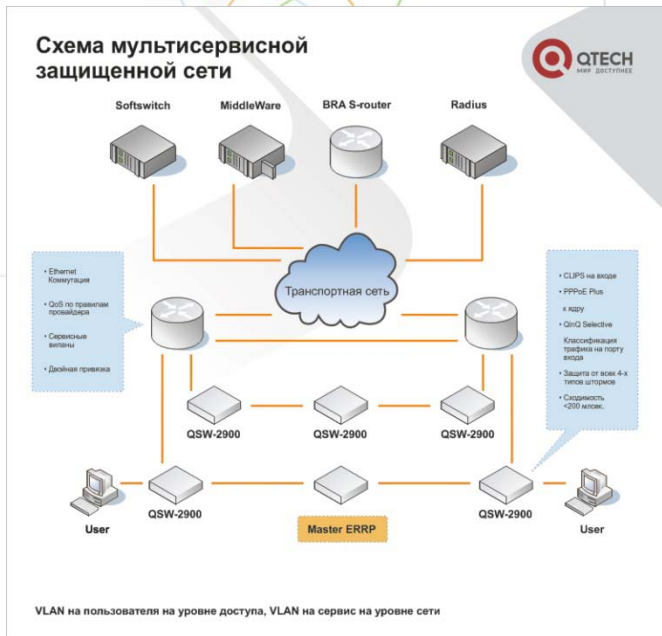 Схема мультисервисной
защищенной сети
QTECH
МИР ДОСТУПНЕЕ
Softswitch
MiddleWare
BRA S-router
Radius
Транспортная сеть
• Ethernet
Коммутация
• QoS по правилам
провайдера
• Сервисные
виланы
• Двойная привязка
• CLIPS на входе
• PPPoE Plus
к ядру
• QinQ Selective
Классификация
трафика на порту
входа
• Защита от всех 4-х
типов штормов
• Сходимость
<200 млсек.
QSW-2900
QSW-2900
QSW-2900
User
QSW-2900
Master ERRP
QSW-2900
User
VLAN на пользователя на уровне доступа, VLAN на сервис на уровне сети